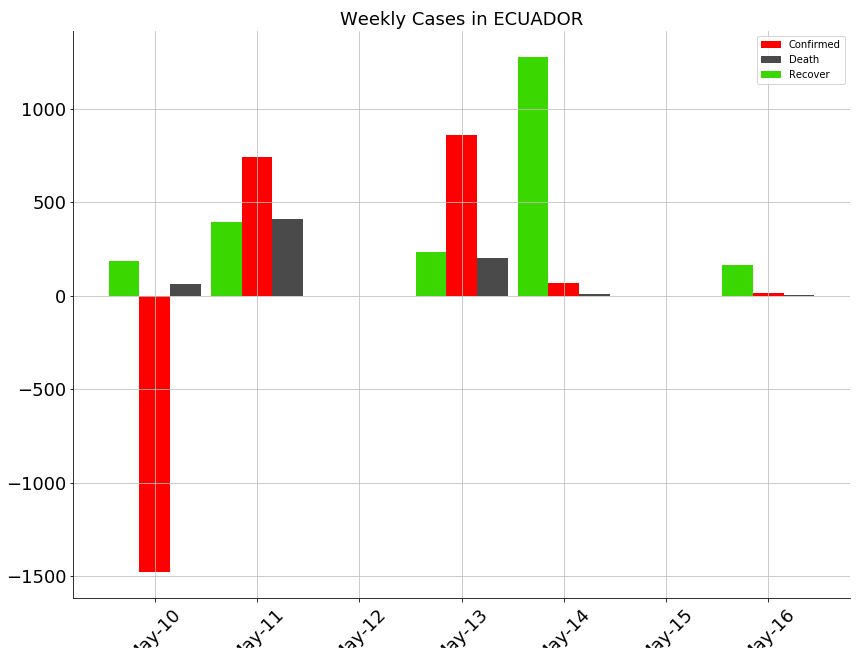 Weekly Cases in ECUADOR
Confirmed
Death
Recover
1000
500
0
−500
−1000
−1500
May-10
May-11
May-12
May-13
May-14
May-15
May-16